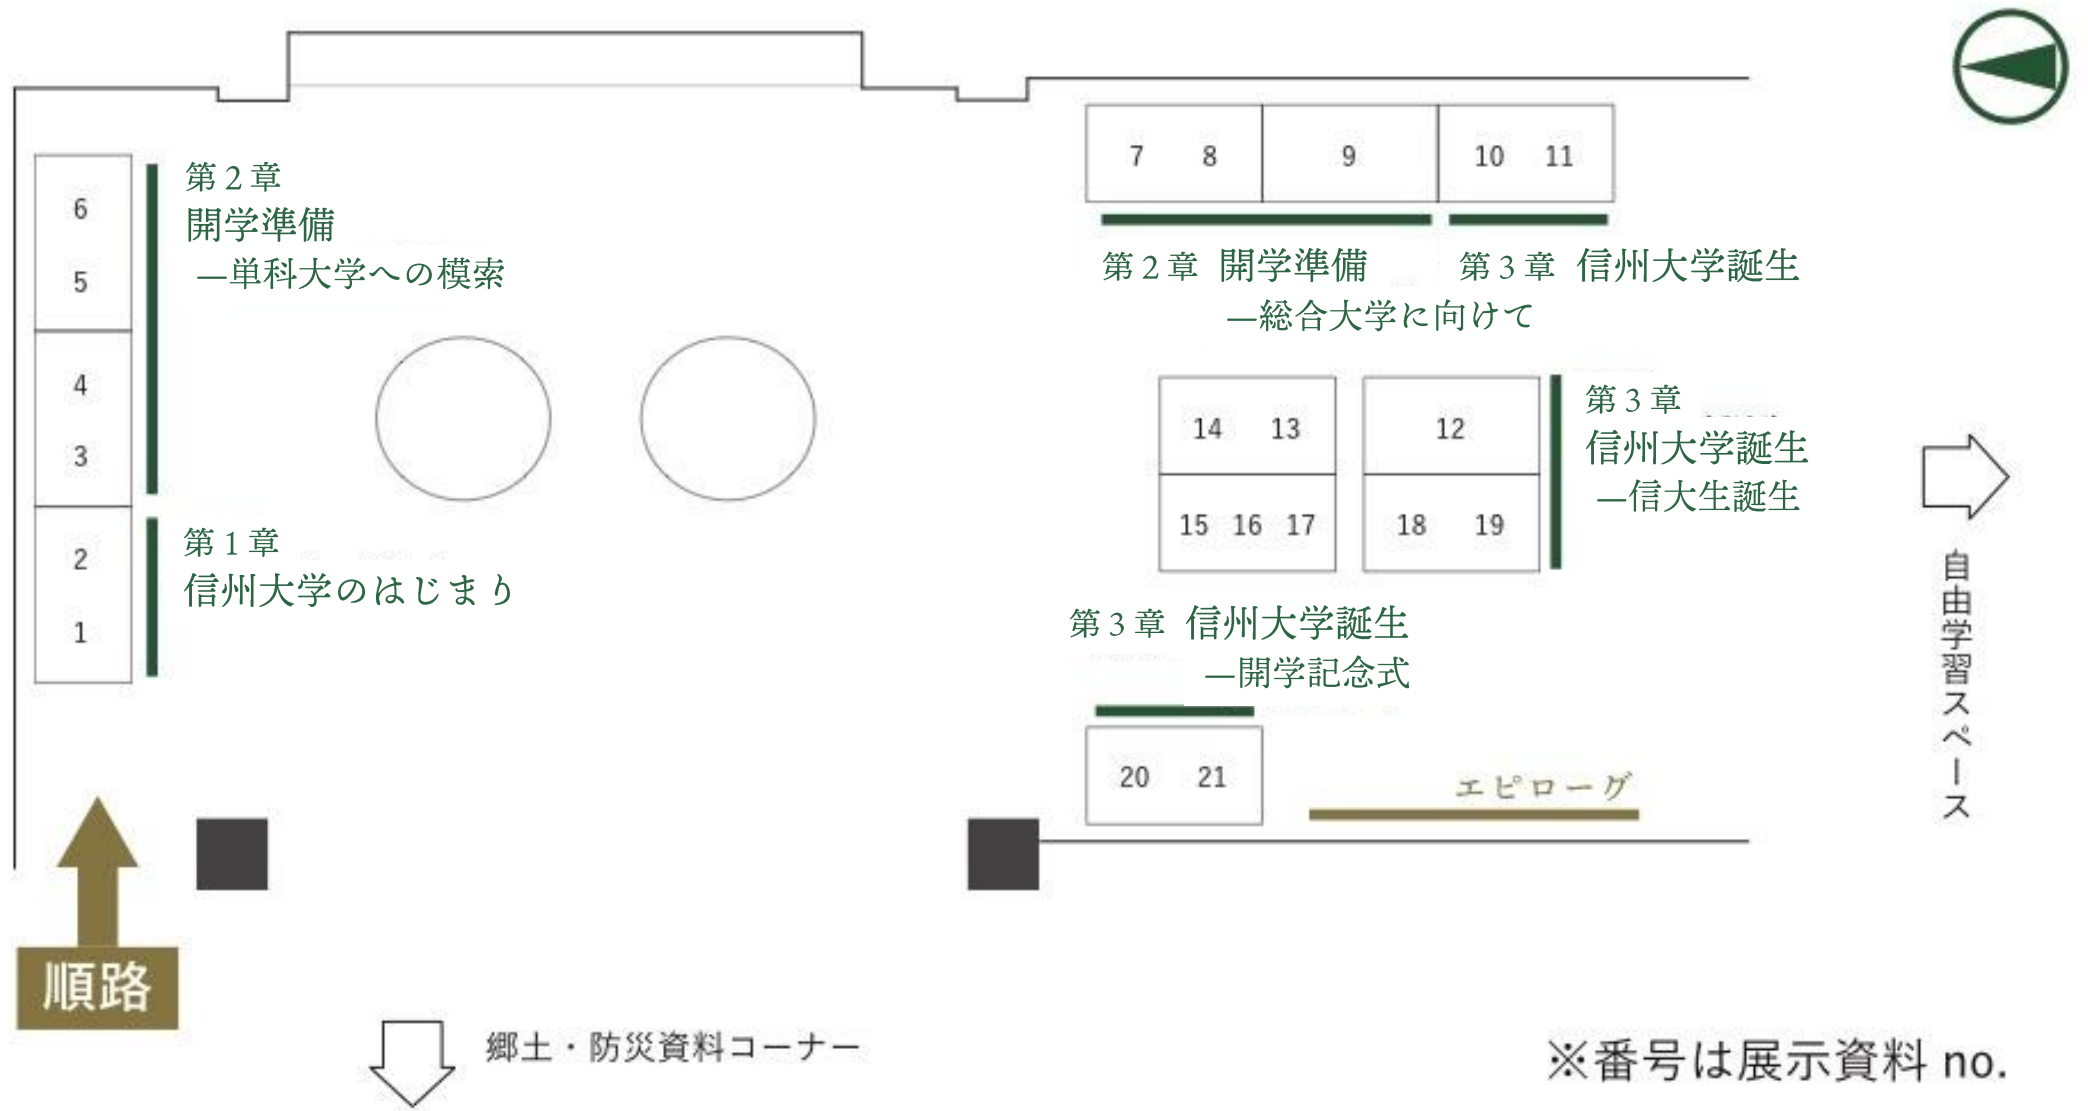 6
5
4
3
2
1
第2章
開学準備
―単科大学への模索
第1章
信州大学のはじまり
7 8 9 10 11
第2章 開学準備
―総合大学に向けて
第3章 信州大学誕生
14 13 12
15 16 17 18 19
第3章
信州大学誕生
―信大生誕生
第3章 信州大学誕生
―開学記念式
20 21
エピローグ
自由学習スペース
順路
郷土・防災資料コーナー
※番号は展示資料 no.